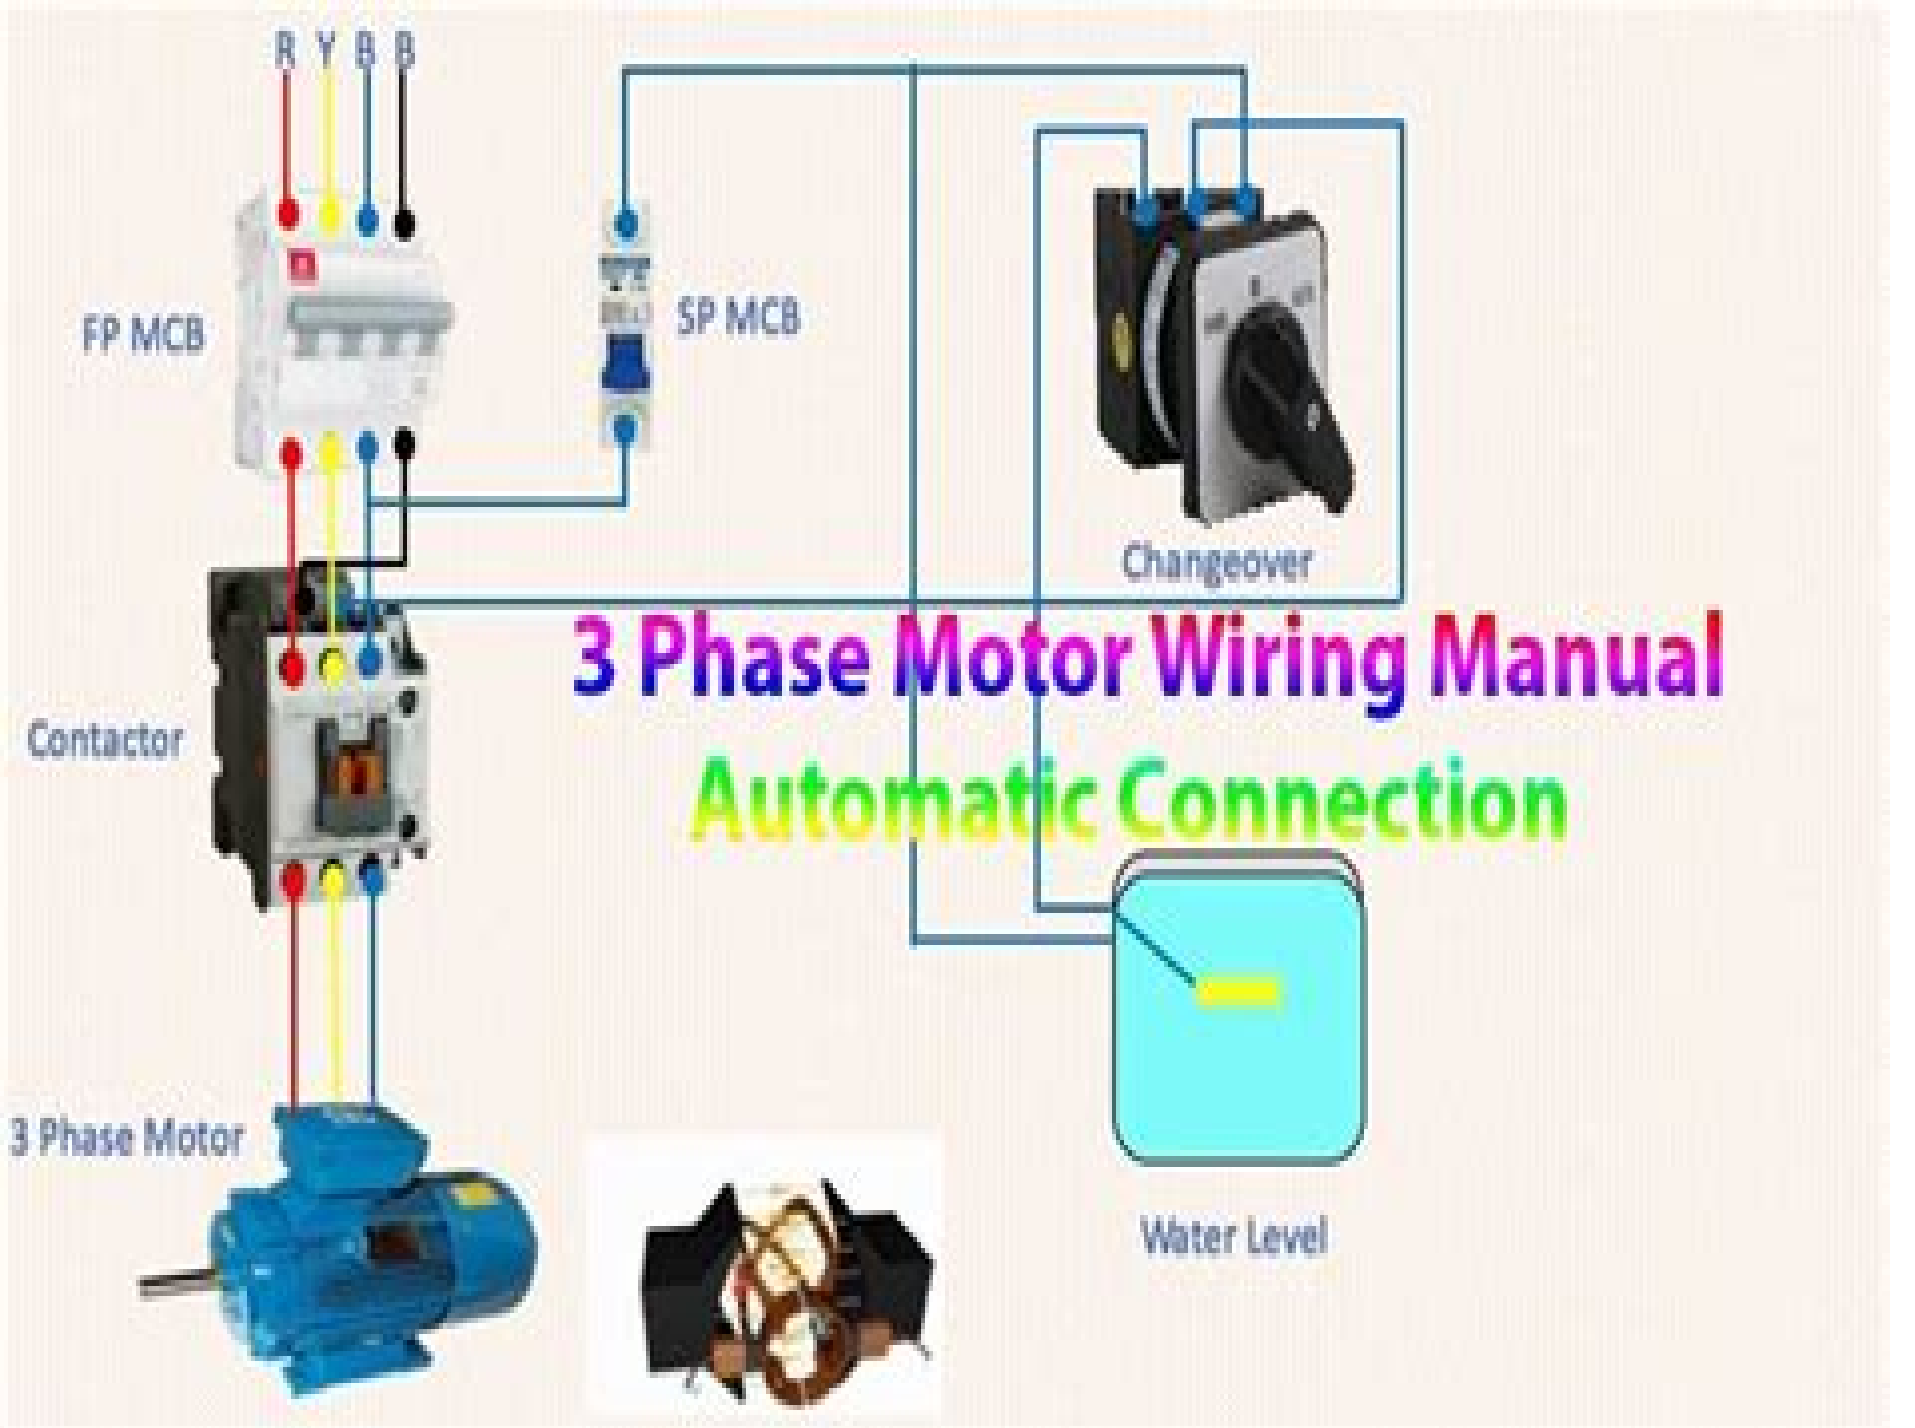 R Y B B
FP MCB
SP MCB
Changeover
3 Phase Motor Wiring Manual
Contactor
Automatic Connection
3 Phase Motor
Water Level